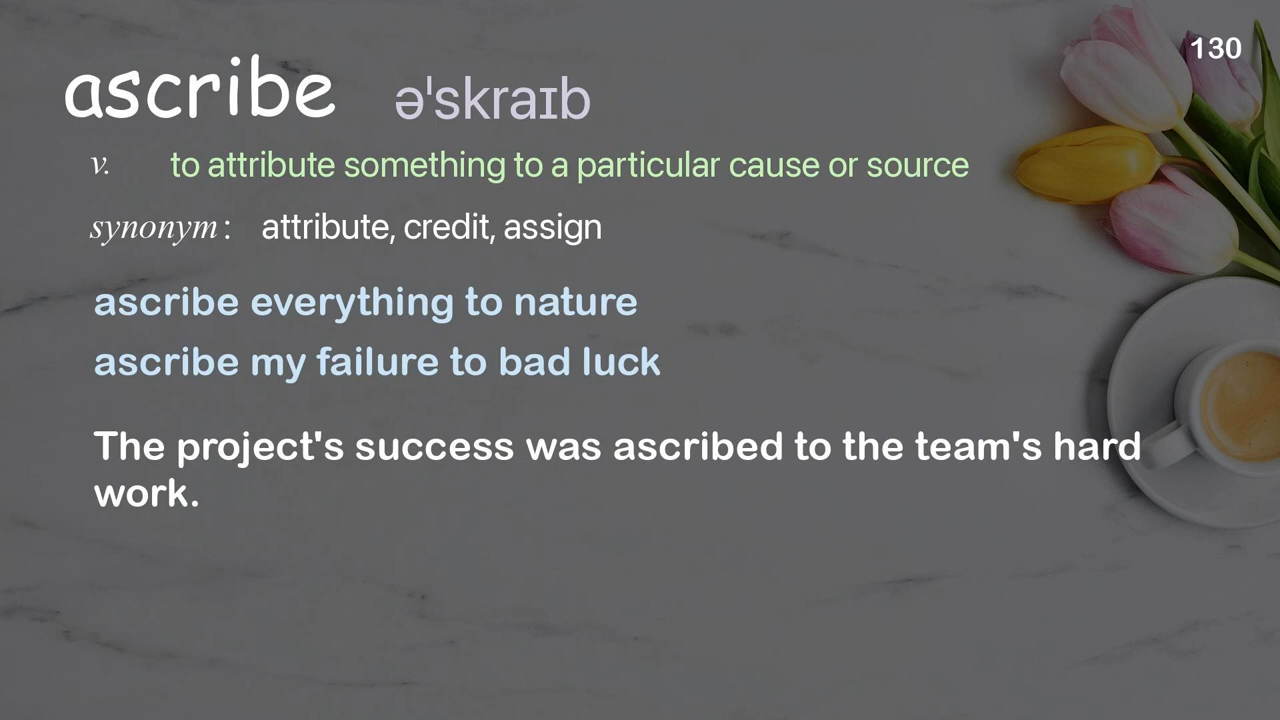 130
ascribe əˈskraɪb
v. to attribute something to a particular cause or source
synonym: attribute, credit, assign
ascribe everything to nature
ascribe my failure to bad luck
The project's success was ascribed to the team's hard
work.